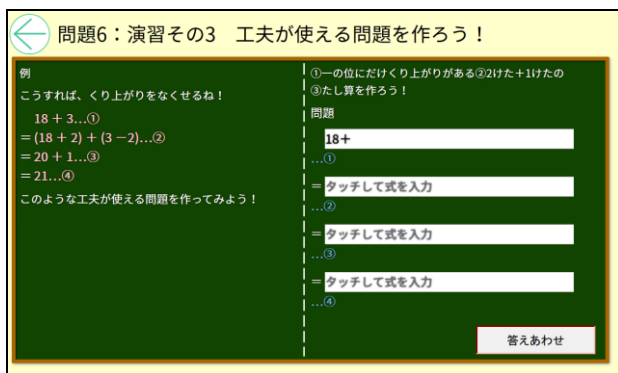 問題6：演習その3　工夫が使える問題を作ろう！
例
こうすれば、くり上がりをなくせるね！
18 + 3…①
= (18 + 2) + (3 −2)…②
= 20 + 1…③
= 21…④
このような工夫が使える問題を作ってみよう！
①一の位にだけくり上がりがある②2けた＋1けたの
③たし算を作ろう！
問題
18+
…①
= タッチして式を入力
…②
= タッチして式を入力
…③
= タッチして式を入力
…④
答えあわせ